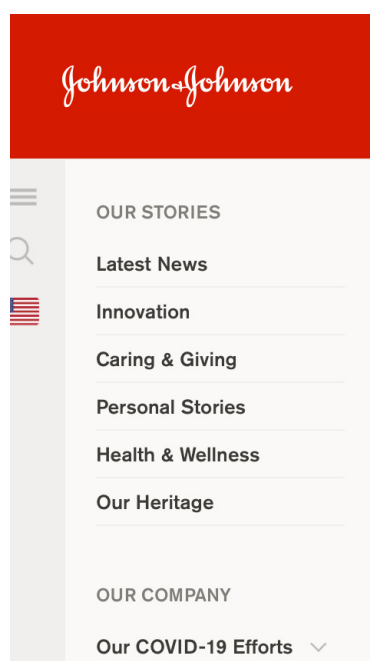 Johnson&Johnson
OUR STORIES
Latest News
Innovation
Caring & Giving
Personal Stories
Health & Wellness
Our Heritage
OUR COMPANY
Our COVID-19 Efforts